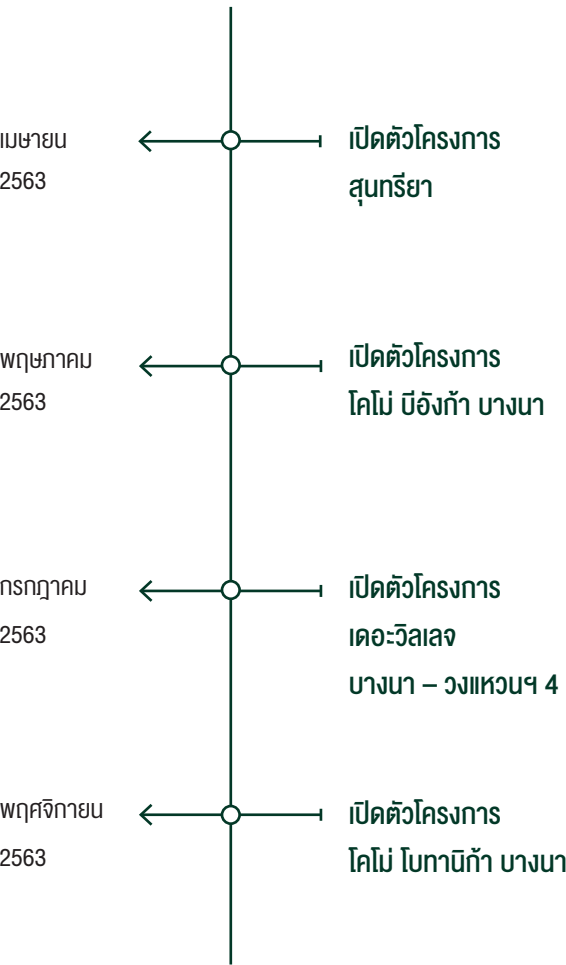 เมษายน
2563
เปิดตัวโครงการ
สุนทรียา
พฤษภาคม
2563
เปิดตัวโครงการ
โคโม่ บีอังก้า บางนา
กรกฎาคม
2563
เปิดตัวโครงการ
เดอะวิลเลจ
บางนา – วงแหวนฯ 4
พฤศจิกายน
2563
เปิดตัวโครงการ
โคโม่ โบทานิก้า บางนา